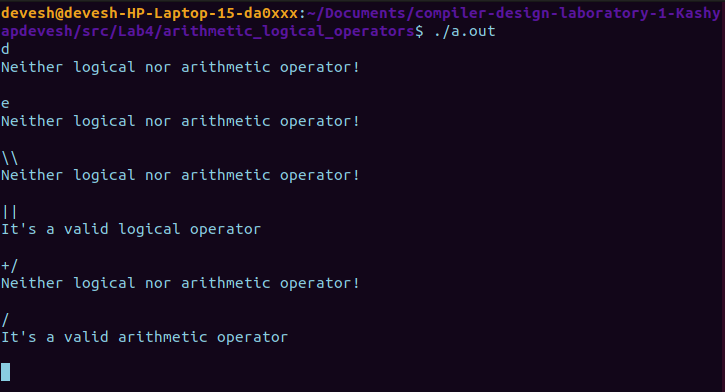 devesh@devesh-HP-Laptop-15-da0xxx:~/Documents/compiler-design-laboratory-1-Kashy
apdevesh/src/Lab4/arithmetic_logical_operators$ ./a.out
d
Neither logical nor arithmetic operator!
e
Neither logical nor arithmetic operator!
\\
Neither logical nor arithmetic operator!
||
It's a valid logical operator
+/
Neither logical nor arithmetic operator!
/
It's a valid arithmetic operator